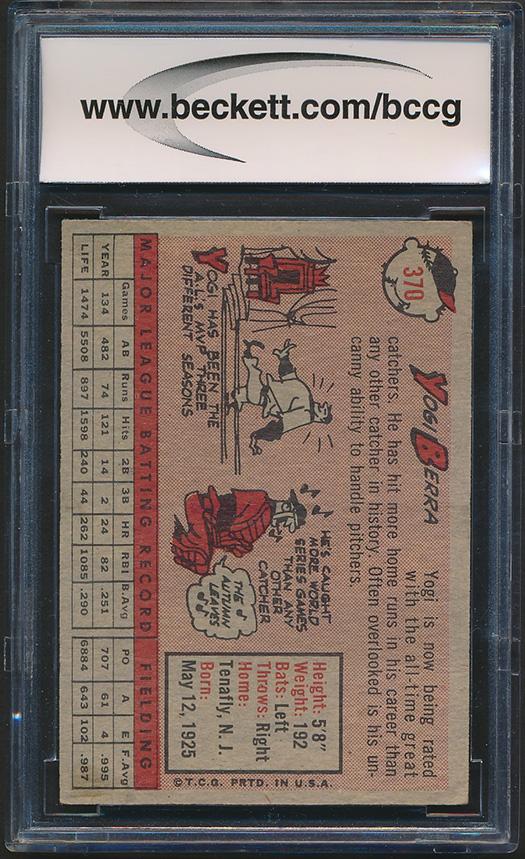 www.beckett.com/bccg
370
YOGI BERRA
Yogi is now being rated
with the all-time great
catchers. He has hit more home runs in his career than
any other catcher in history. Often overlooked is his un-
canny ability to handle pitchers.
YOGI HAS BEEN THE
A.L.'S MVP THREE
DIFFERENT SEASONS
HE'S CAUGHT
MORE WORLD
SERIES GAMES
THAN ANY
OTHER
CATCHER
THE
AUTUMN
LEAVES
Height: 5'8"
Weight: 192
Bats: Left
Throws: Right
Home:
Tenafly, N. J.
Born:
May 12, 1925
©T.C.G. PRTD. IN U.S.A.
MAJOR LEAGUE BATTING RECORD FIELDING
Games AB Runs Hits 2B 3B HR RBI B.Avg PO A E F.Avg
YEAR 134 482 74 121 14 2 24 82 .251 707 61 4 .995
LIFE 1474 5508 897 1598 240 44 262 1085 .290 6884 643 102 .987